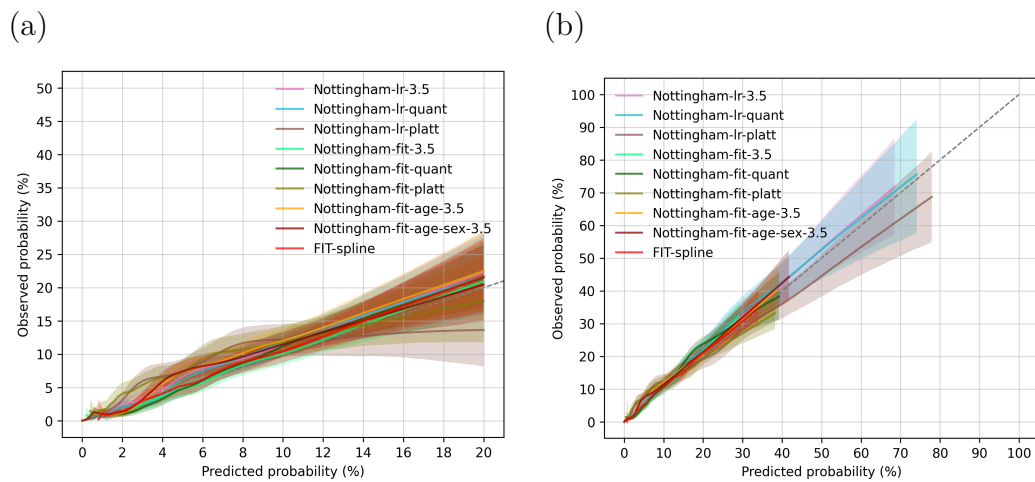 (a)
(b)
50
45
40
35
30
25
20
15
10
5
0
Observed probability (%)
Nottingham-lr-3.5
Nottingham-lr-quant
Nottingham-lr-platt
Nottingham-fit-3.5
Nottingham-fit-quant
Nottingham-fit-platt
Nottingham-fit-age-3.5
Nottingham-fit-age-sex-3.5
FIT-spline
0 2 4 6 8 10 12 14 16 18 20
Predicted probability (%)
100
90
80
70
60
50
40
30
20
10
0
Observed probability (%)
Nottingham-lr-3.5
Nottingham-lr-quant
Nottingham-lr-platt
Nottingham-fit-3.5
Nottingham-fit-quant
Nottingham-fit-platt
Nottingham-fit-age-3.5
Nottingham-fit-age-sex-3.5
FIT-spline
0 10 20 30 40 50 60 70 80 90 100
Predicted probability (%)